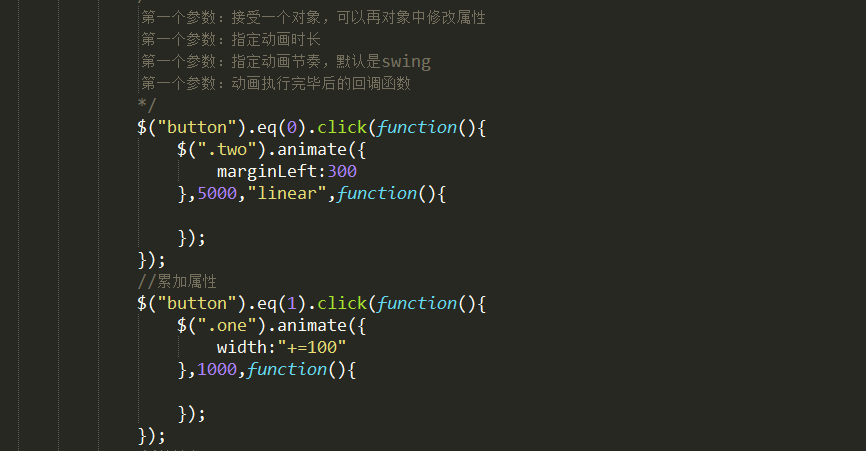 第一个参数：接受一个对象，可以再对象中修改属性
第一个参数：指定动画时长
第一个参数：指定动画节奏，默认是swing
第一个参数：动画执行完毕后的回调函数
*/
$("button").eq(0).click(function(){
$(".two").animate({
marginLeft:300
},5000,"linear",function(){
});
});
//累加属性
$("button").eq(1).click(function(){
$(".one").animate({
width:"+=100"
},1000,function(){
});
});